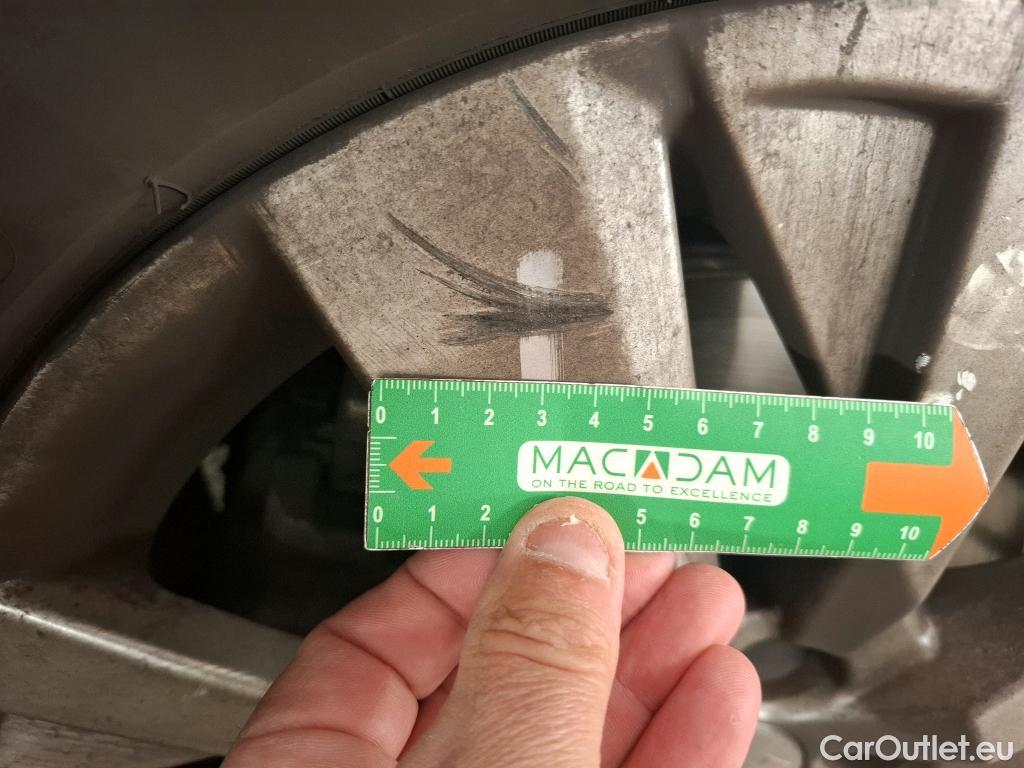 0 1 2 3 4 5 6 7 8 9 10
MACADAM
ON THE ROAD TO EXCELLENCE
0 1 2 5 6 7 8 9 10
CarOutlet.eu